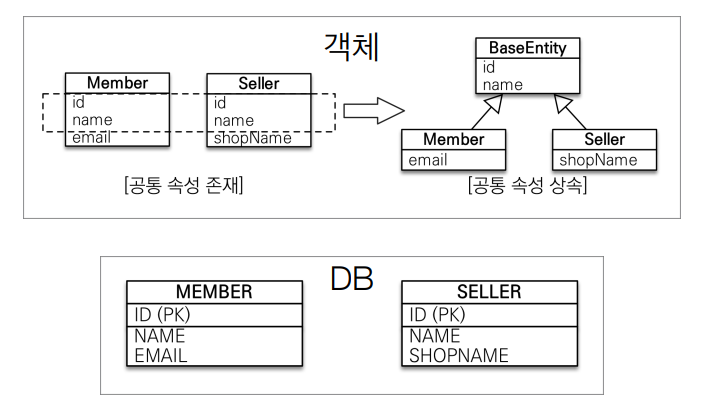 객체
Member
id
name
email
Seller
id
name
shopName
[공통 속성 존재]
BaseEntity
id
name
Member
email
Seller
shopName
[공통 속성 상속]
DB
MEMBER
ID (PK)
NAME
EMAIL
SELLER
ID (PK)
NAME
SHOPNAME